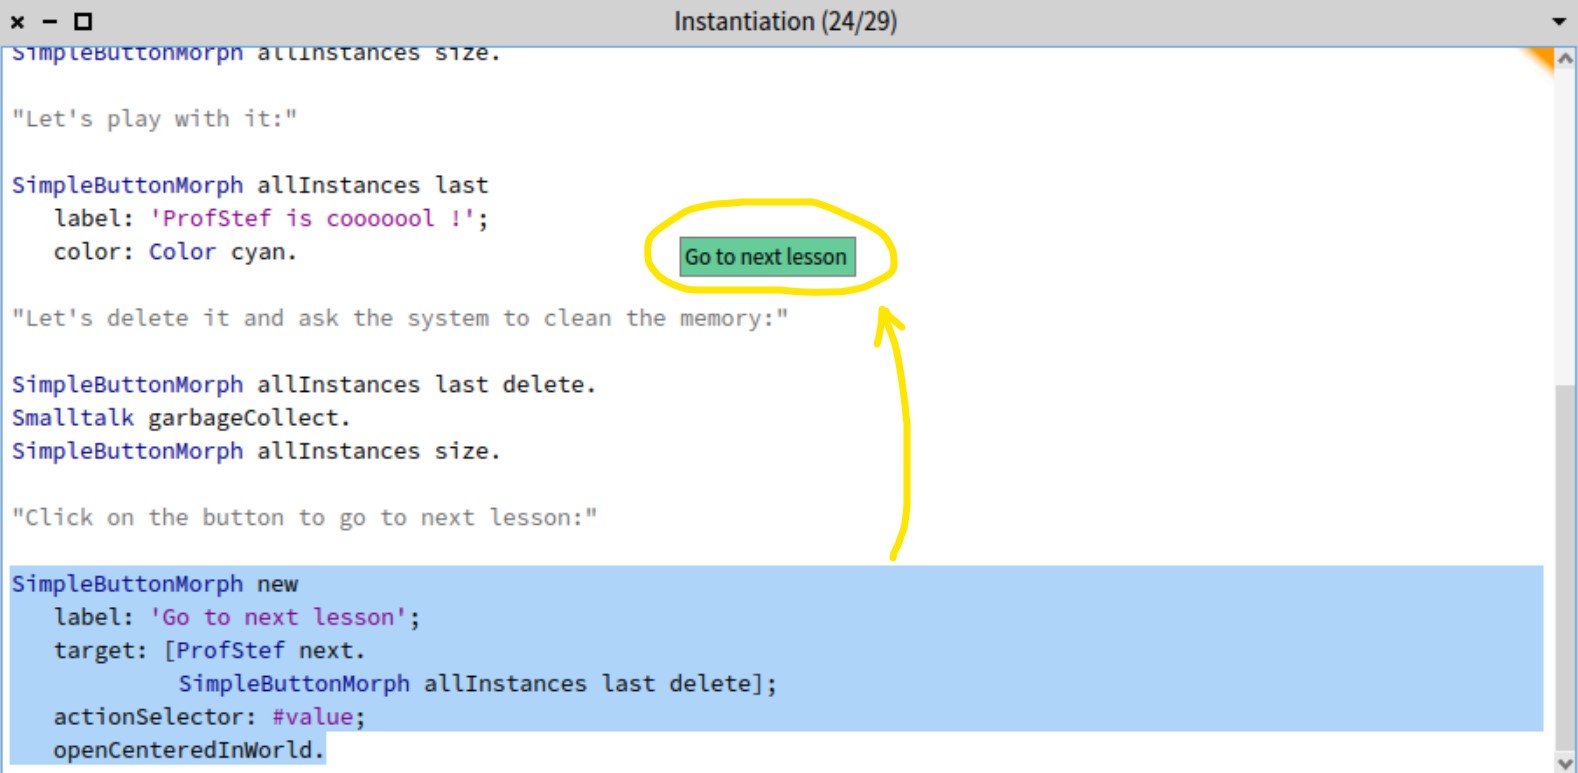 Instantiation (24/29)
SimpleButtonMorph allInstances size.
"Let's play with it:"
SimpleButtonMorph allInstances last
label: 'ProfStef is cooooool !';
color: Color cyan.
Go to next lesson
"Let's delete it and ask the system to clean the memory:"
SimpleButtonMorph allInstances last delete.
Smalltalk garbageCollect.
SimpleButtonMorph allInstances size.
"Click on the button to go to next lesson:"
SimpleButtonMorph new
label: 'Go to next lesson';
target: [ProfStef next.
SimpleButtonMorph allInstances last delete];
actionSelector: #value;
openCenteredInWorld.